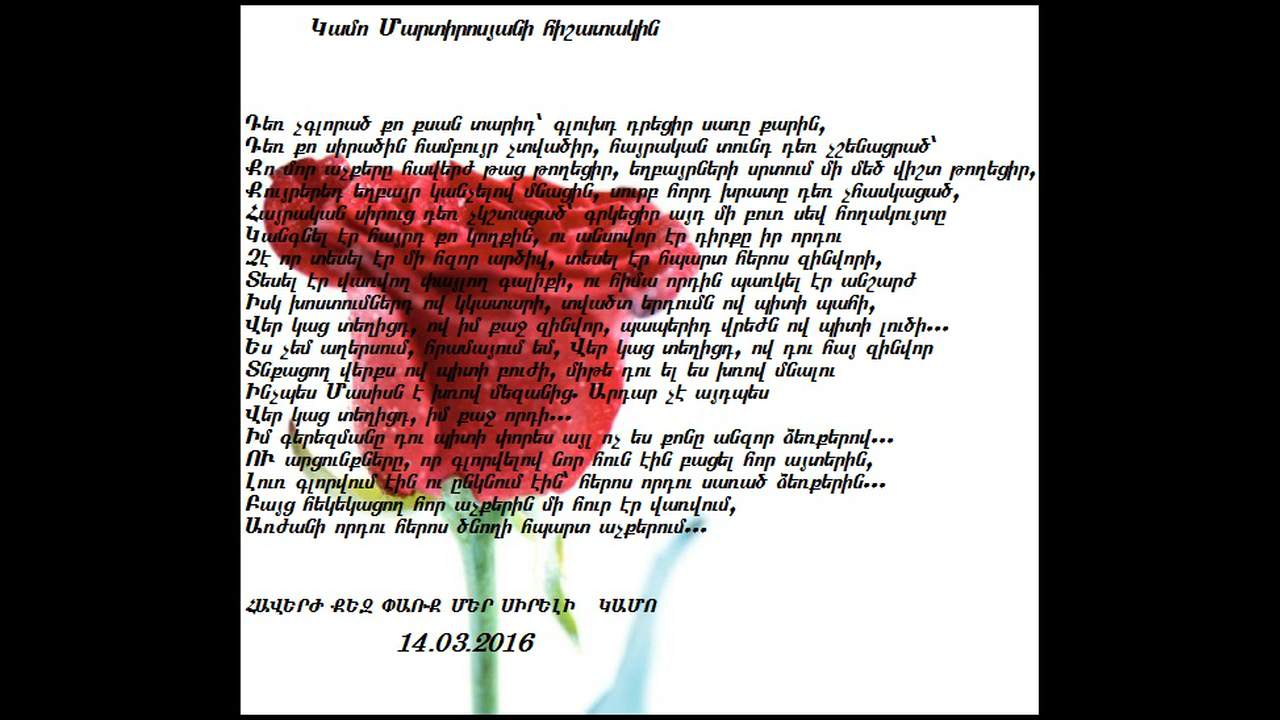 Կամո Մարտիրոսյանի հիշատակին
Դեռ չգլորած քո քսան տարիդ՝ գլուխդ դրեցիր սառը քարին,
Դեռ քո սիրածին համբույր չտվածիր, հայրական տունդ դեռ չշենացրած՝
Քո մոր աչքերը հավերժ թաց թողեցիր, եղբայրների սրտում մի մեծ վիշտ թողեցիր,
Քույրերեդ եղբայր կանչելով մնացին, սուրբ հորդ խրատը դեռ չհասկացած,
Հայրական սիրուց դեռ չկշտացած՝ գրկեցիր այդ մի բուռ սեվ հողակույտը
Կանգնել էր հայրդ քո կողքին, ու անսովոր էր դիրքը իր որդու
Չէ որ տեսել էր մի հզոր արծիվ, տեսել էր հպարտ հերոս զինվորի,
Տեսել էր վառվող փայլող գալիքի, ու հիմա որդին պառկել էր անշարժ
Իսկ խոստումներդ ով կկատարի, տվածտ երդումն ով պիտի պահի,
Վեր կաց տեղիցդ, ով իմ քաջ զինվոր, պապերիդ վրեժն ով պիտի լուծի...
Ես չեմ աղերսում, հրամայում եմ, Վեր կաց տեղիցդ, ով դու հայ զինվոր
Տնքացող վերքս ով պիտի բուժի, միթե դու ել ես խռով մնալու
Ինչպես Մասիսն է խռով մեզանից. Արդար չէ այդպես
Վեր կաց տեղիցդ, իմ քաջ որդի...
Իմ գերեզմանը դու պիտի փորես այլ ոչ ես քոնը անզոր ձեռքերով...
ՈՒ արցունքները, որ գլորվելով նոր հուն էին բացել հոր այտերին,
Լուռ գլորվում էին ու ընկնում էին՝ հերոս որդու սառած ձեռքերին...
Բայց հեկեկացող հոր աչքերին մի հուր էր վառվում,
Առժանի որդու հերոս ծնողի հպարտ աչքերում...
ՀԱՎԵՐԺ ՔԵԶ ՓԱՌՔ ՄԵՐ ՍԻՐԵԼԻ ԿԱՄՈ
14.03.2016